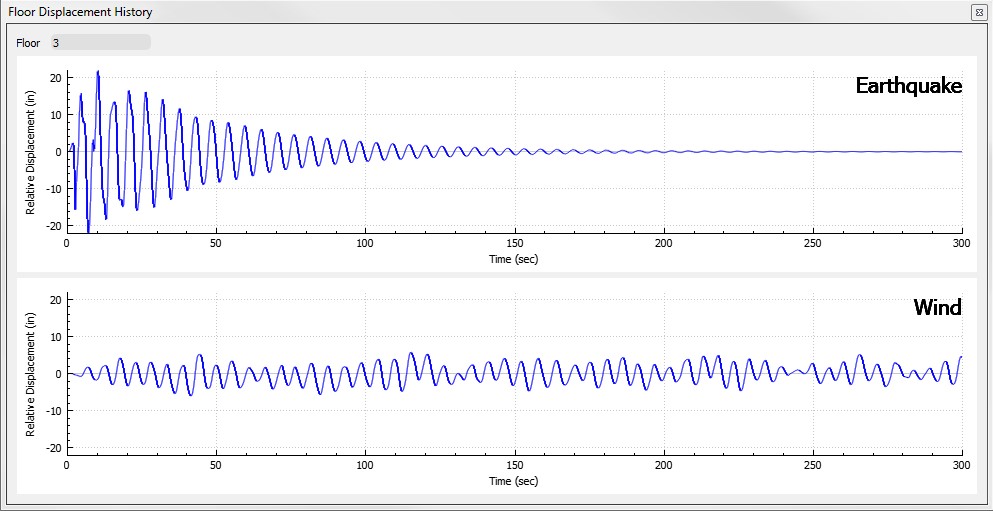 Floor Displacement History
Floor 3
Earthquake
Relative Displacement (in)
20
10
0
-10
-20
0 50 100 150 200 250 300
Time (sec)
Wind
Relative Displacement (in)
20
10
0
-10
-20
0 50 100 150 200 250 300
Time (sec)